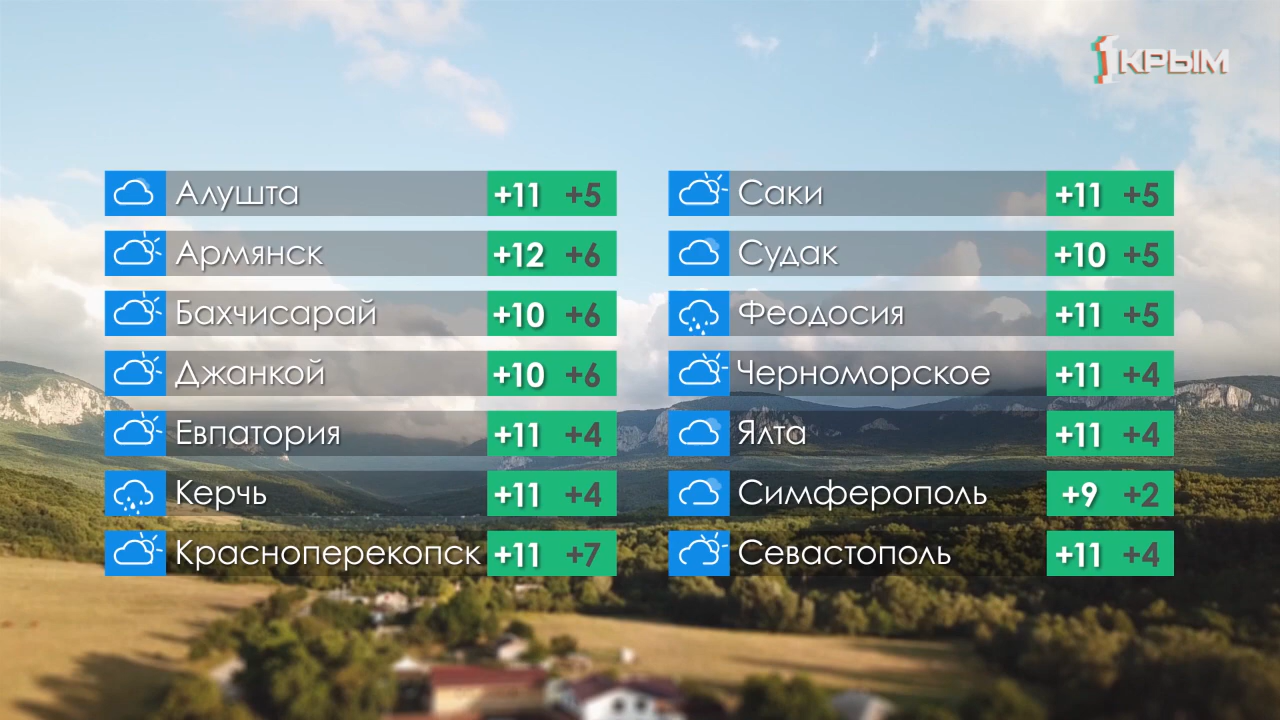 1 КРЫМ
Алушта +11 +5
Армянск +12 +6
Бахчисарай +10 +6
Джанкой +10 +6
Евпатория +11 +4
Керчь +11 +4
Красноперекопск +11 +7
Саки +11 +5
Судак +10 +5
Феодосия +11 +5
Черноморское +11 +4
Ялта +11 +4
Симферополь +9 +2
Севастополь +11 +4